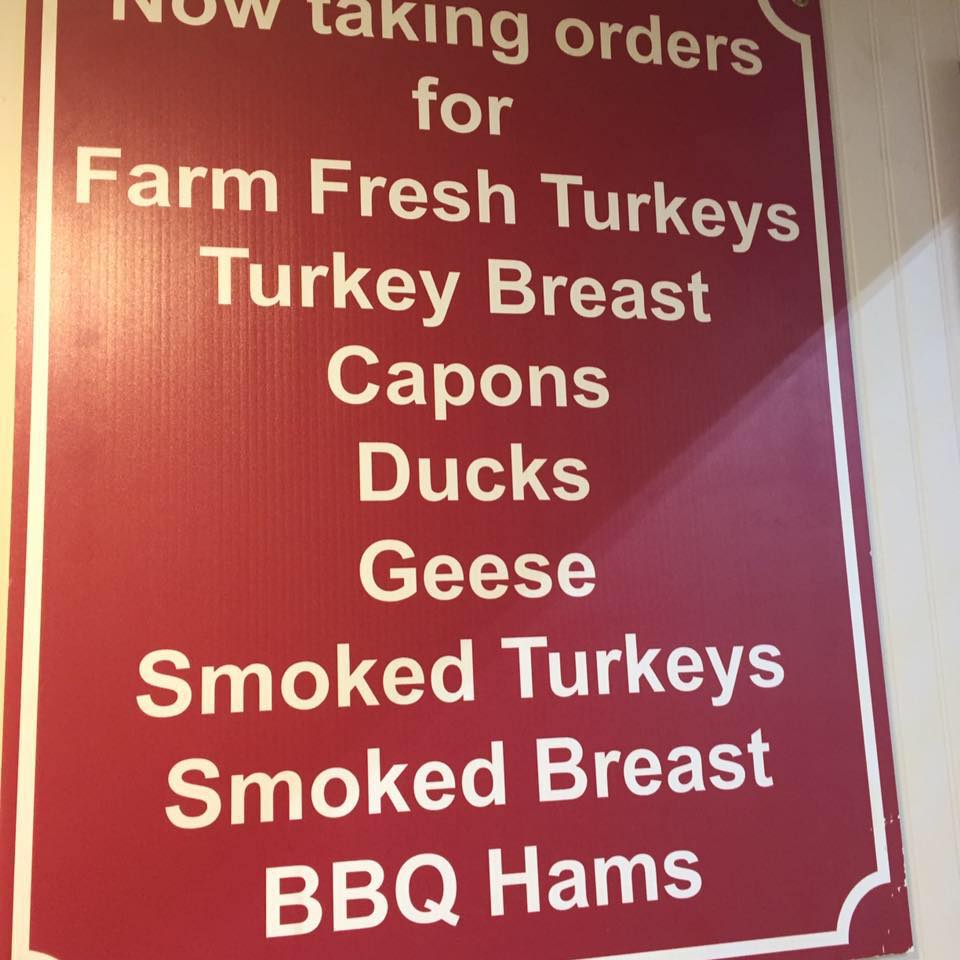 Now taking orders
for
Farm Fresh Turkeys
Turkey Breast
Capons
Ducks
Geese
Smoked Turkeys
Smoked Breast
BBQ Hams